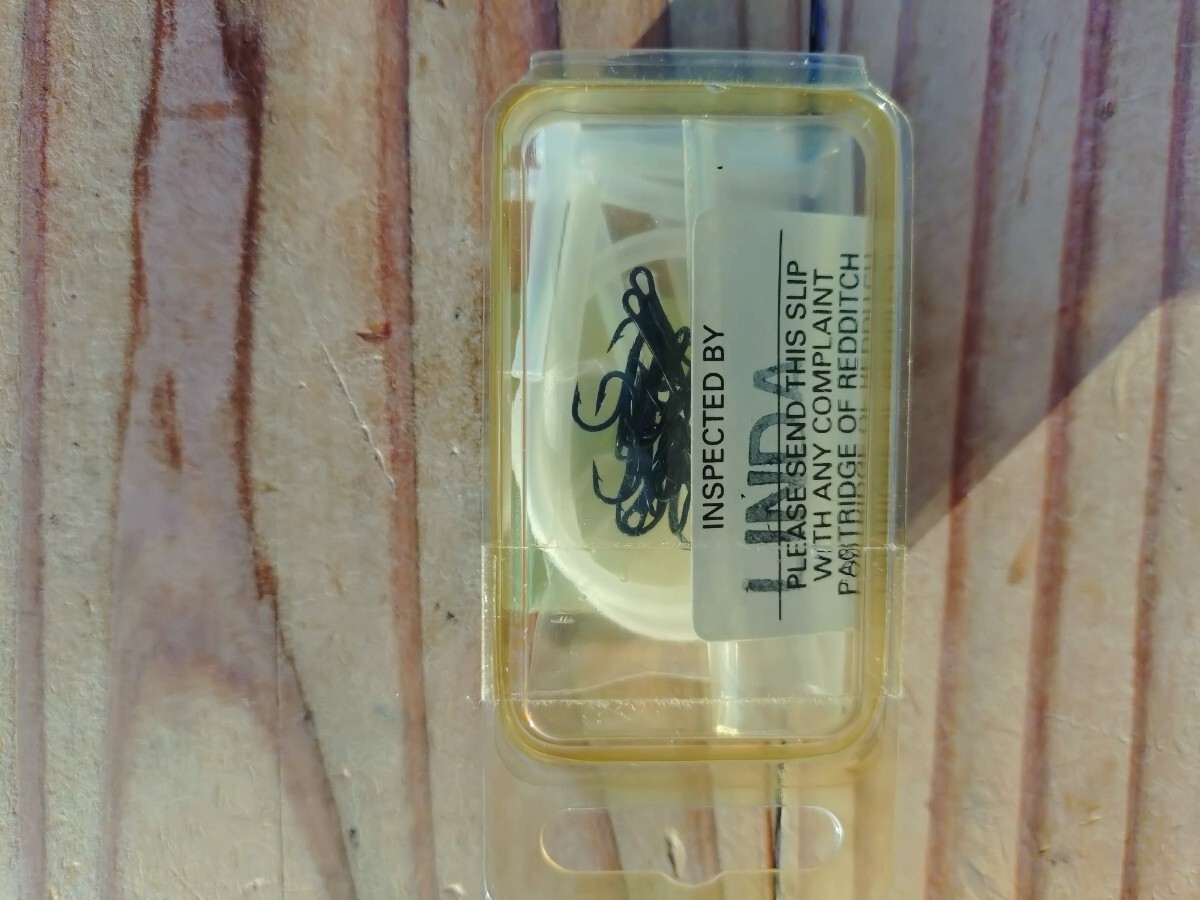 INSPECTED BY
LINDA
PLEASE SEND THIS SLIP
WITH ANY COMPLAINT
PARTRIDGE OF REDDITCH